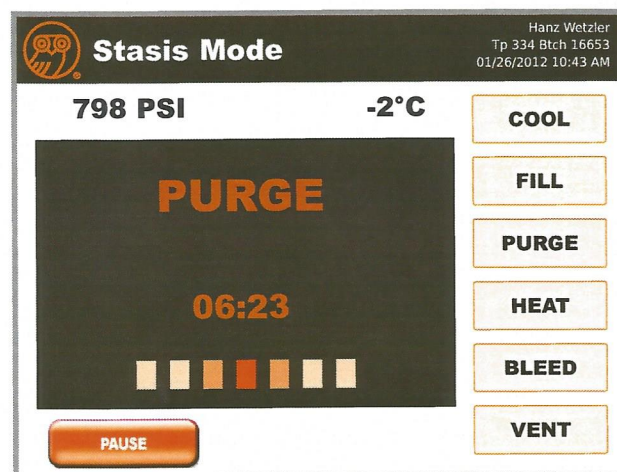 Stasis Mode
Hanz Wetzler
Tp 334 Btch 16653
01/26/2012 10:43 AM
798 PSI
-2°C
PURGE
06:23
PAUSE
COOL
FILL
PURGE
HEAT
BLEED
VENT